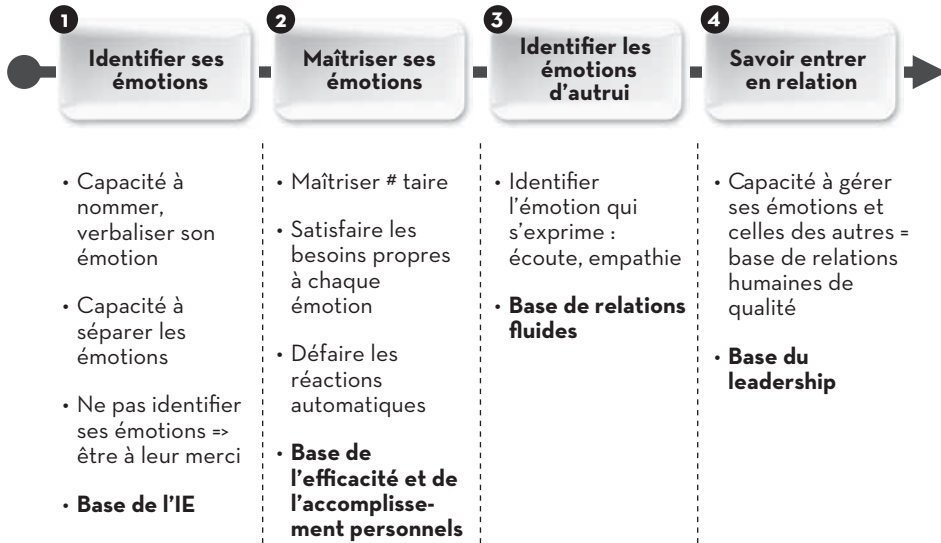 1
Identifier ses
émotions
• Capacité à
nommer,
verbaliser son
émotion
• Capacité à
séparer les
émotions
• Ne pas identifier
ses émotions =>
être à leur merci
• Base de l'IE
2
Maîtriser ses
émotions
• Maîtriser # taire
• Satisfaire les
besoins propres
à chaque
émotion
• Défaire les
réactions
automatiques
• Base de
l'efficacité et de
l'accomplisse-
ment personnels
3
Identifier les
émotions
d'autrui
• Identifier
l'émotion qui
s'exprime :
écoute, empathie
• Base de relations
fluides
4
Savoir entrer
en relation
• Capacité à gérer
ses émotions et
celles des autres =
base de relations
humaines de
qualité
• Base du
leadership